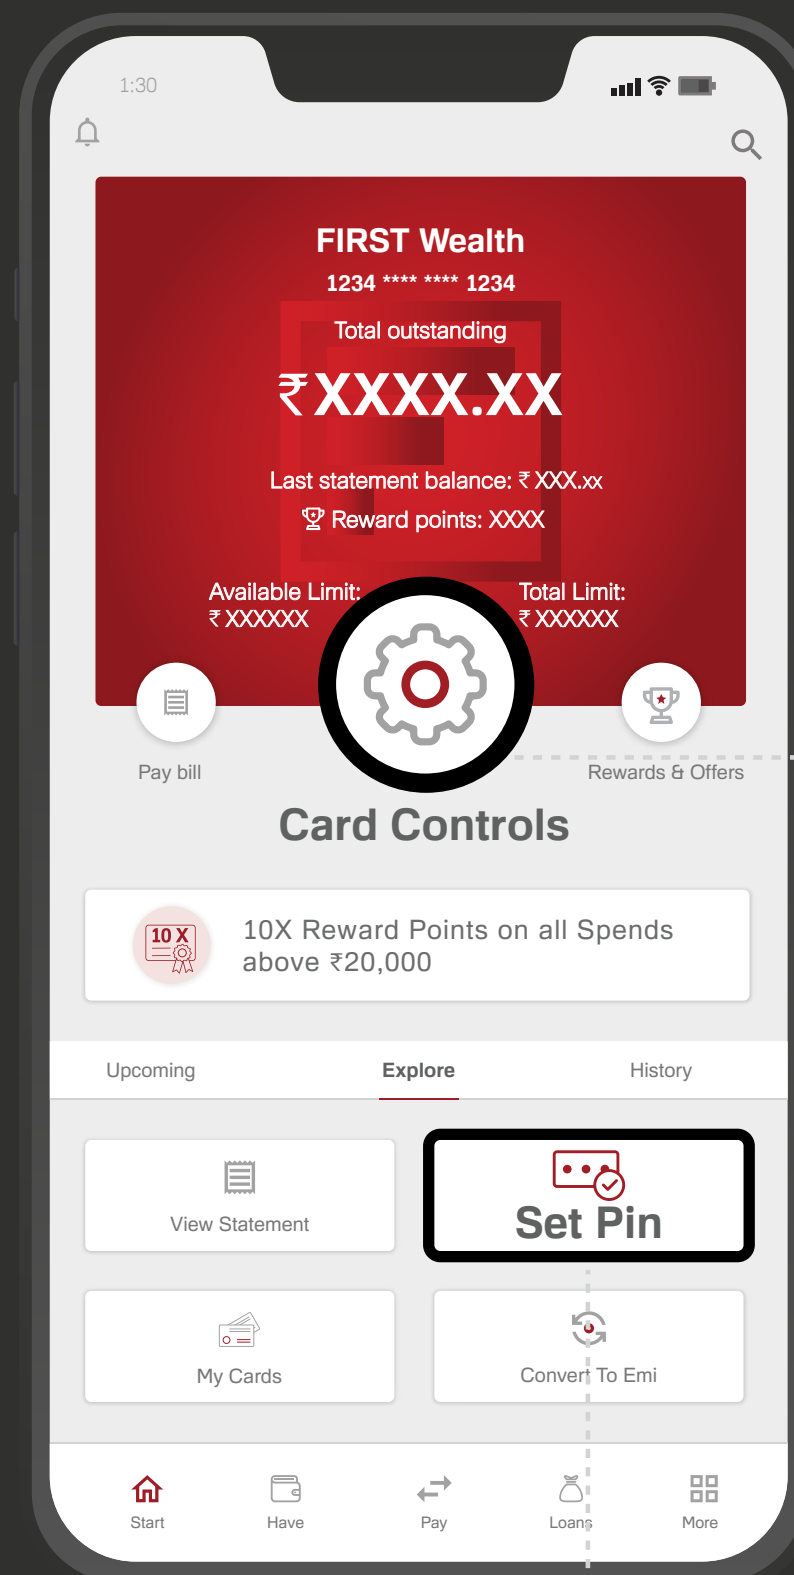 1:30
FIRST Wealth
1234 **** **** 1234
Total outstanding
₹XXXX.XX
Last statement balance: ₹ XXX.xx
Reward points: XXXX
Available Limit:
₹ XXXXXX
Total Limit:
₹ XXXXXX
Pay bill
Rewards & Offers
Card Controls
10 X
10X Reward Points on all Spends
above ₹20,000
Upcoming
Explore
History
View Statement
Set Pin
My Cards
Convert To Emi
Start
Have
Pay
Loans
More